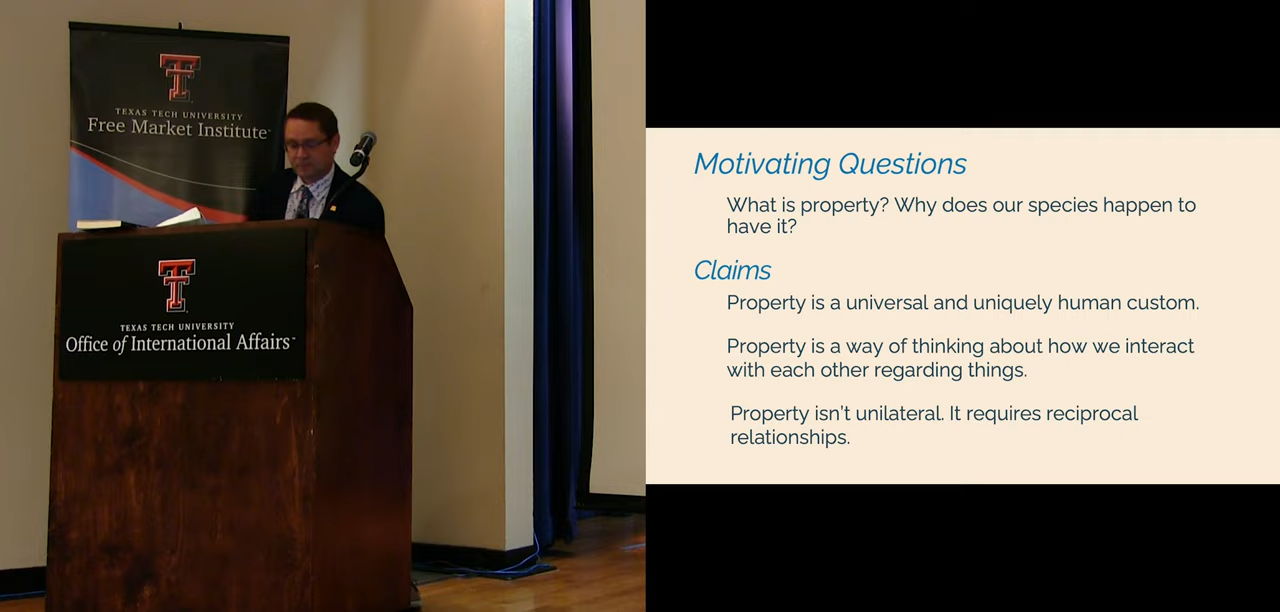 TEXAS TECH UNIVERSITY
Free Market Institute
TEXAS TECH UNIVERSITY
Office of International Affairs
Motivating Questions
What is property? Why does our species happen to
have it?
Claims
Property is a universal and uniquely human custom.
Property is a way of thinking about how we interact
with each other regarding things.
Property isn't unilateral. It requires reciprocal
relationships.